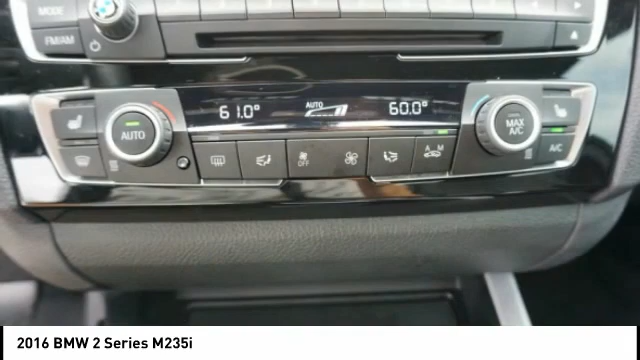 MODE
FM/AM
61.0°
AUTO
60.0°
AUTO
MAX
A/C
OFF
A M
A/C
2016 BMW 2 Series M235i